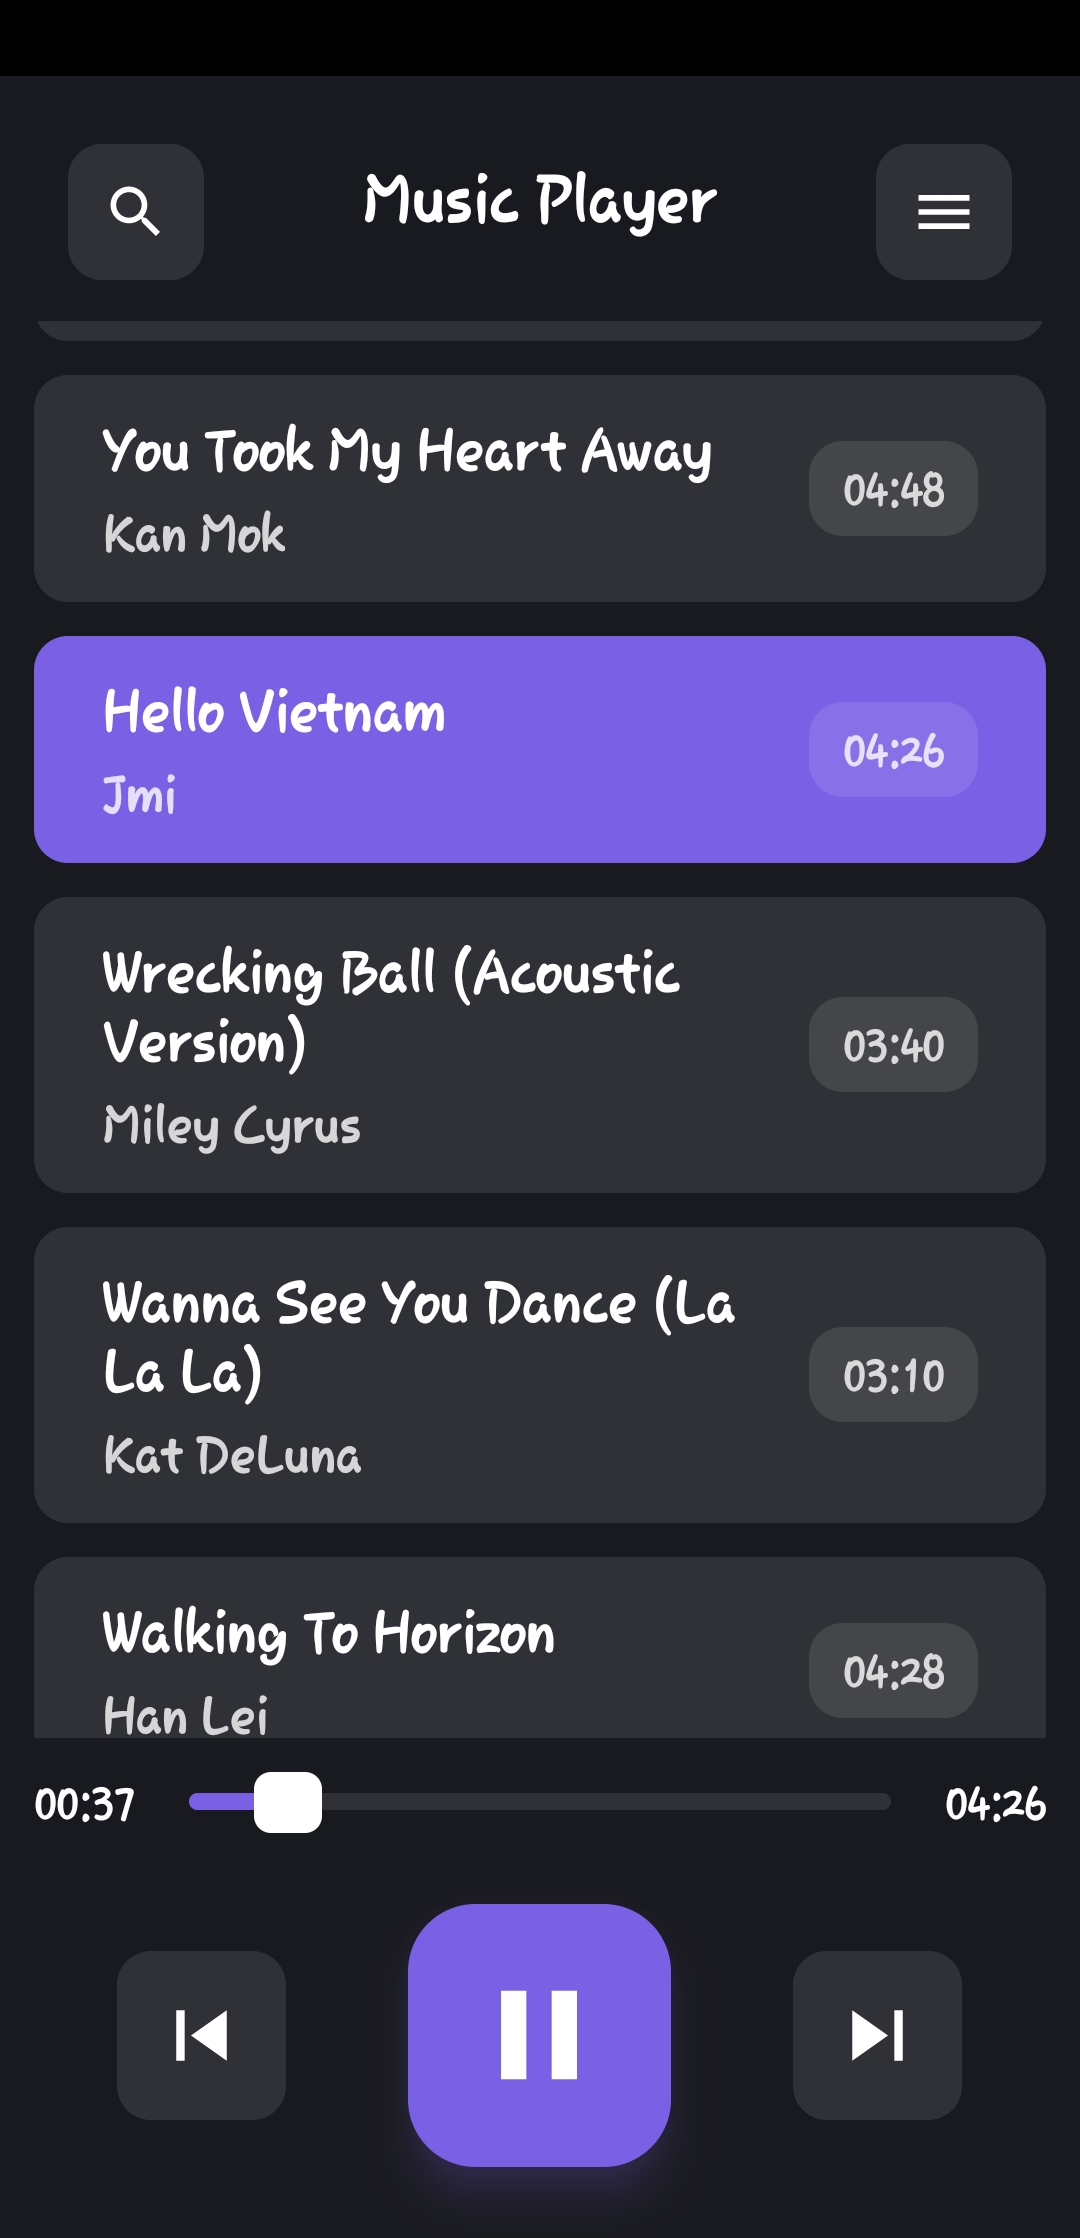 Music Player
You Took My Heart Away
04:48
Kan Mok
Hello Vietnam
04:26
Jmi
Wrecking Ball (Acoustic
Version)
03:40
Miley Cyrus
Wanna See You Dance (La
La La)
03:10
Kat DeLuna
Walking To Horizon
04:28
Han Lei
00:37
04:26